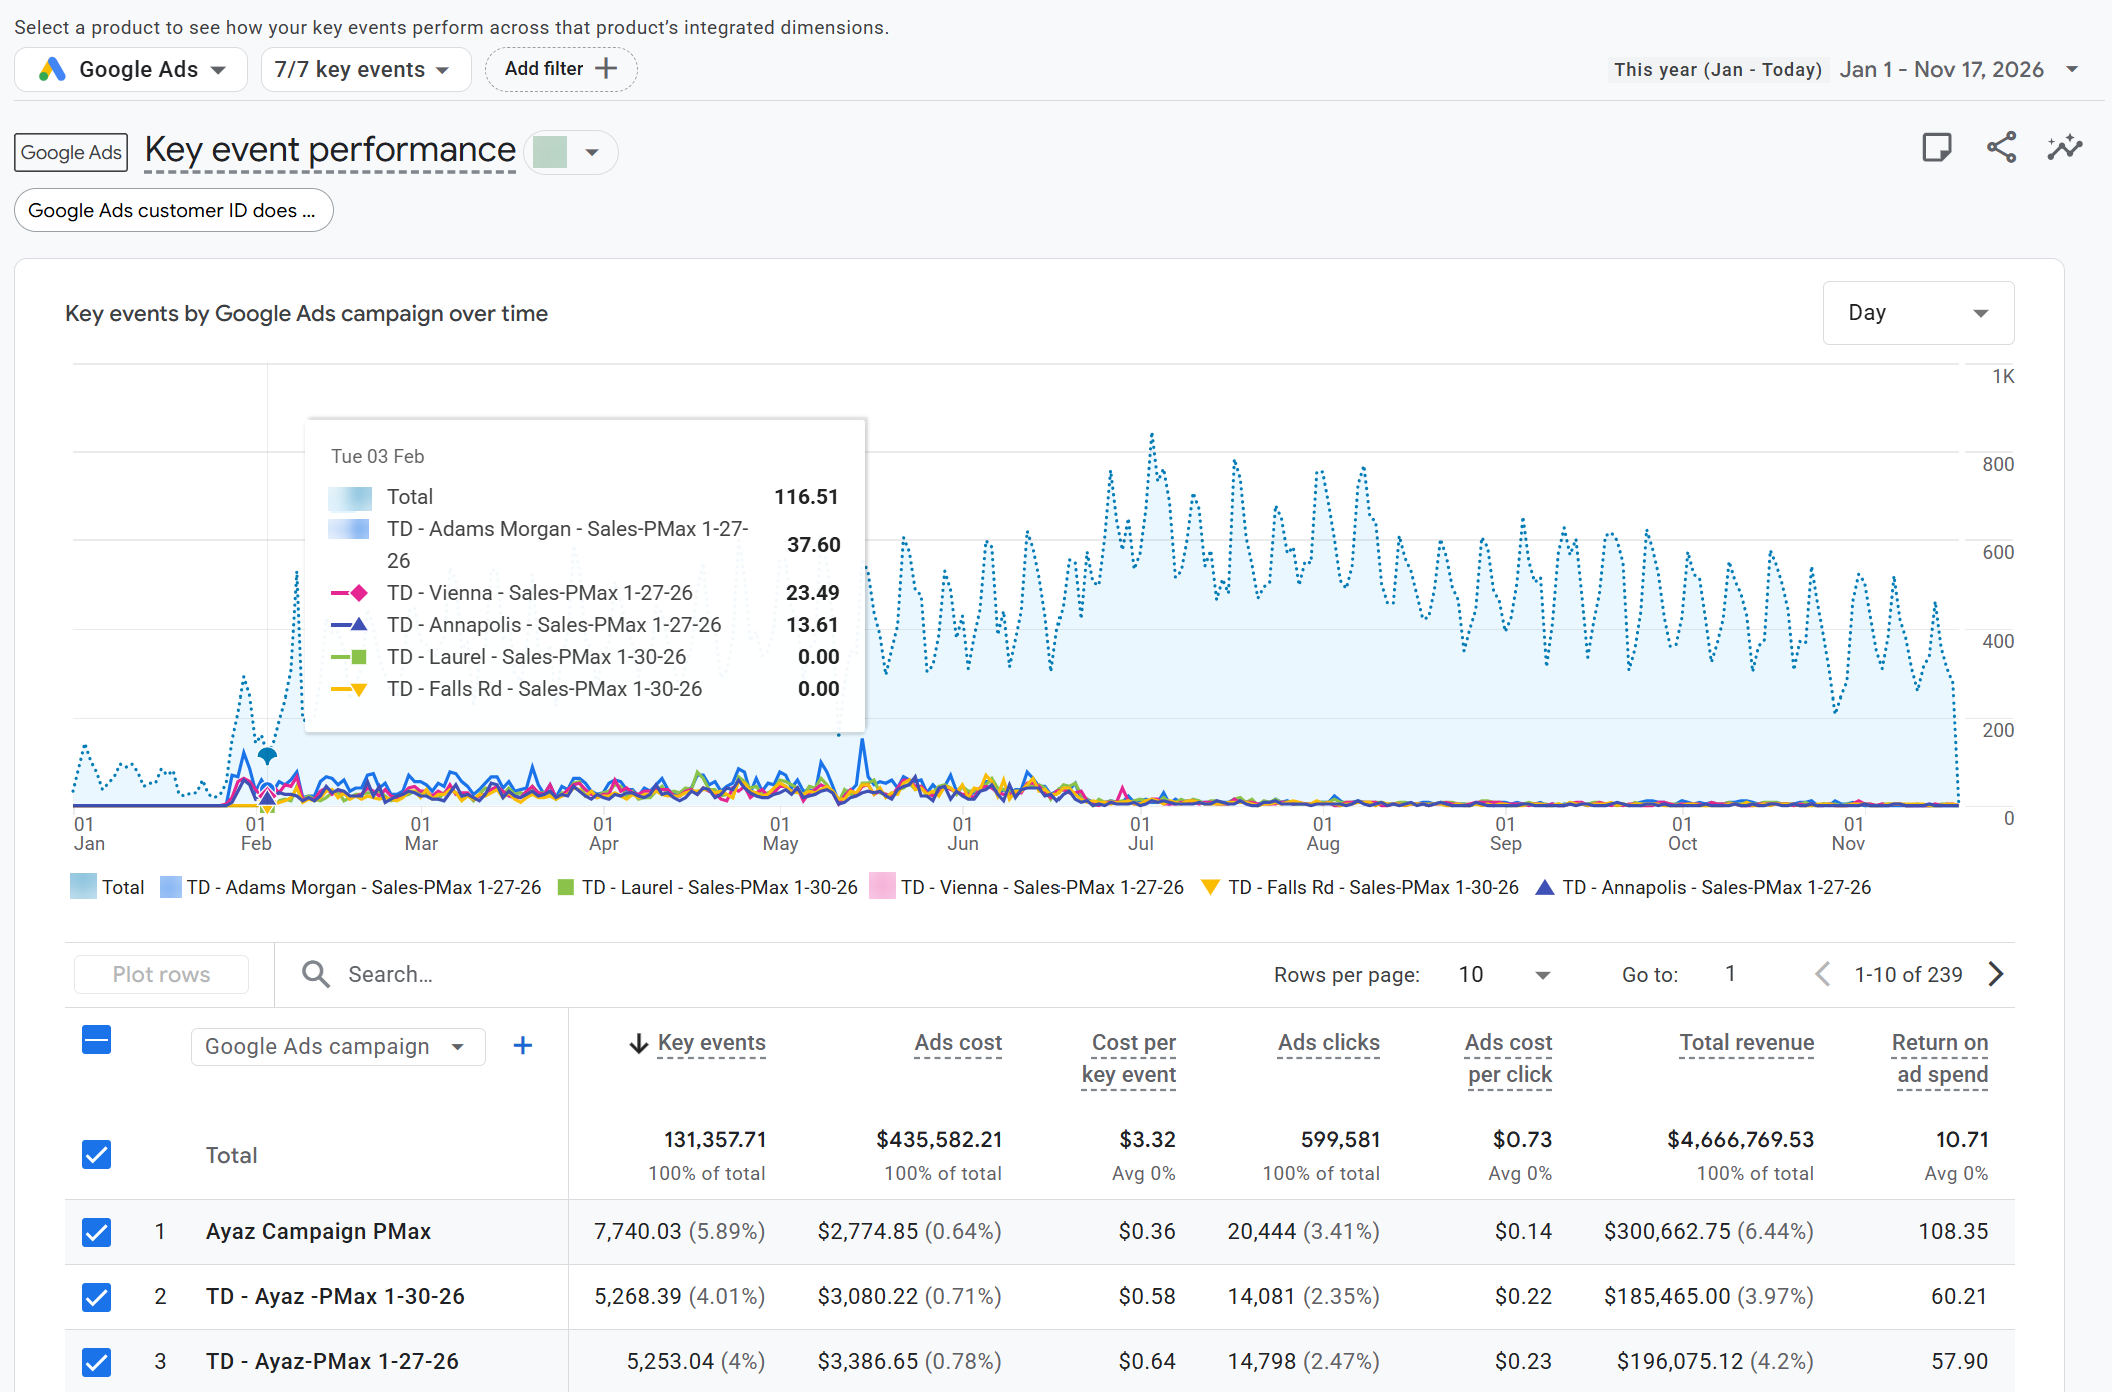 Select a product to see how your key events perform across that product's integrated dimensions.
Google Ads
7/7 key events
Add filter
This year (Jan - Today)
Jan 1 - Nov 17, 2026
Google Ads
Key event performance
Google Ads customer ID does ...
Key events by Google Ads campaign over time
Day
1K
800
600
400
200
0
Tue 03 Feb
Total 116.51
TD - Adams Morgan - Sales-PMax 1-27-
26 37.60
TD - Vienna - Sales-PMax 1-27-26 23.49
TD - Annapolis - Sales-PMax 1-27-26 13.61
TD - Laurel - Sales-PMax 1-30-26 0.00
TD - Falls Rd - Sales-PMax 1-30-26 0.00
01 01 01 01 01 01 01 01 01 01 01
Jan Feb Mar Apr May Jun Jul Aug Sep Oct Nov
Total TD - Adams Morgan - Sales-PMax 1-27-26 TD - Laurel - Sales-PMax 1-30-26 TD - Vienna - Sales-PMax 1-27-26 TD - Falls Rd - Sales-PMax 1-30-26 TD - Annapolis - Sales-PMax 1-27-26
Plot rows
Search...
Rows per page: 10
Go to: 1
1-10 of 239
Google Ads campaign
Key events Ads cost Cost per key event Ads clicks Ads cost per click Total revenue Return on ad spend
Total 131,357.71 $435,582.21 $3.32 599,581 $0.73 $4,666,769.53 10.71
100% of total 100% of total Avg 0% 100% of total Avg 0% 100% of total Avg 0%
1 Ayaz Campaign PMax 7,740.03 (5.89%) $2,774.85 (0.64%) $0.36 20,444 (3.41%) $0.14 $300,662.75 (6.44%) 108.35
2 TD - Ayaz -PMax 1-30-26 5,268.39 (4.01%) $3,080.22 (0.71%) $0.58 14,081 (2.35%) $0.22 $185,465.00 (3.97%) 60.21
3 TD - Ayaz-PMax 1-27-26 5,253.04 (4%) $3,386.65 (0.78%) $0.64 14,798 (2.47%) $0.23 $196,075.12 (4.2%) 57.90